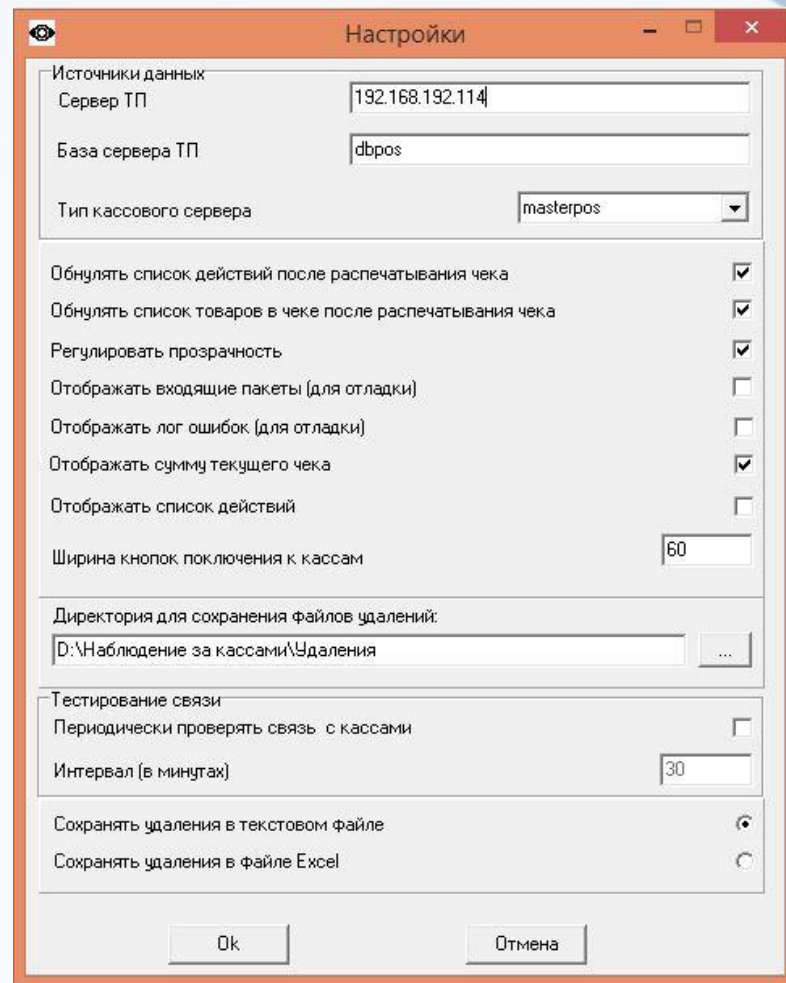 Настройки
Источники данных
Сервер ТП 192.168.192.114
База сервера ТП dbpos
Тип кассового сервера masterpos
Обнулять список действий после распечатывания чека
Обнулять список товаров в чеке после распечатывания чека
Регулировать прозрачность
Отображать входящие пакеты (для отладки)
Отображать лог ошибок (для отладки)
Отображать сумму текущего чека
Отображать список действий
Ширина кнопок поключения к кассам 60
Директория для сохранения файлов удалений:
D:\Наблюдение за кассами\Удаления ...
Тестирование связи
Периодически проверять связь с кассами
Интервал (в минутах) 30
Сохранять удаления в текстовом файле
Сохранять удаления в файле Excel
Ok Отмена